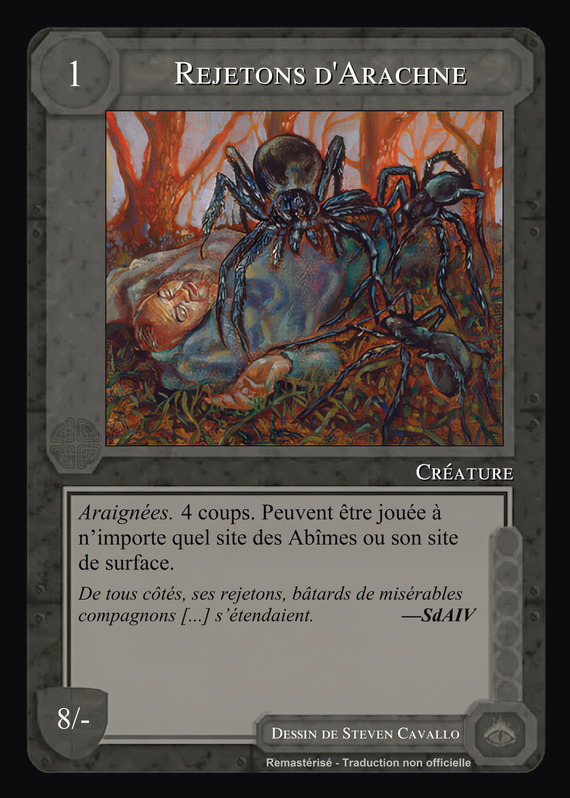 1
Rejetons d'Arachne
Créature
Araignées. 4 coups. Peuvent être jouée à
n’importe quel site des Abîmes ou son site
de surface.
De tous côtés, ses rejetons, bâtards de misérables
compagnons [...] s’étendaient. —SdAIV
8/-
Dessin de Steven Cavallo
Remastérisé - Traduction non officielle